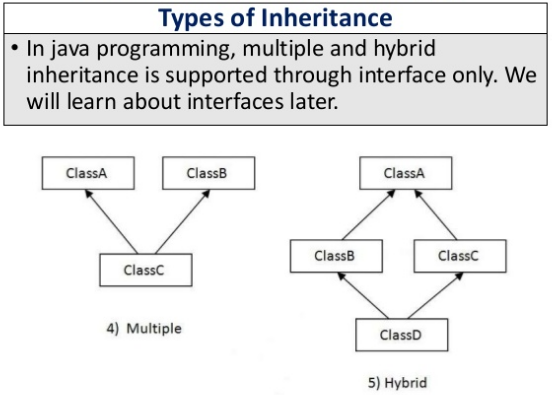 Types of Inheritance
• In java programming, multiple and hybrid
inheritance is supported through interface only. We
will learn about interfaces later.
ClassA
ClassB
ClassC
4) Multiple
ClassA
ClassB
ClassC
ClassD
5) Hybrid